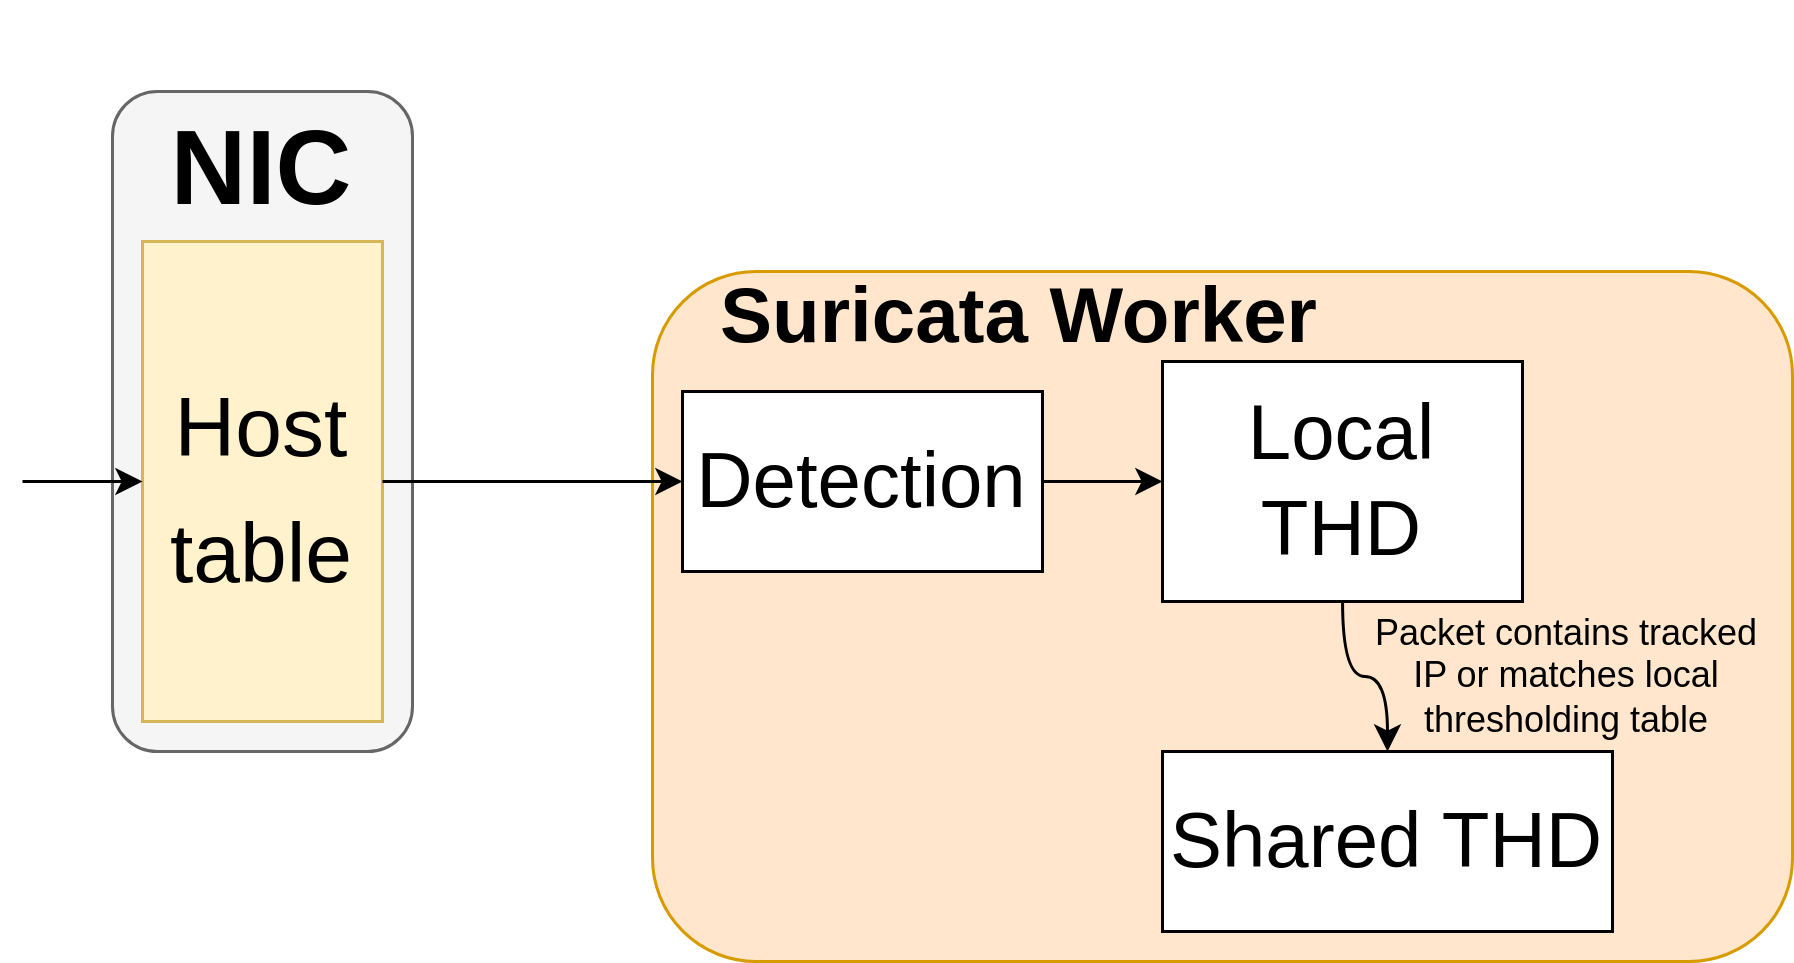 NIC
Host
table
Suricata Worker
Detection
Local
THD
Packet contains tracked
IP or matches local
thresholding table
Shared THD